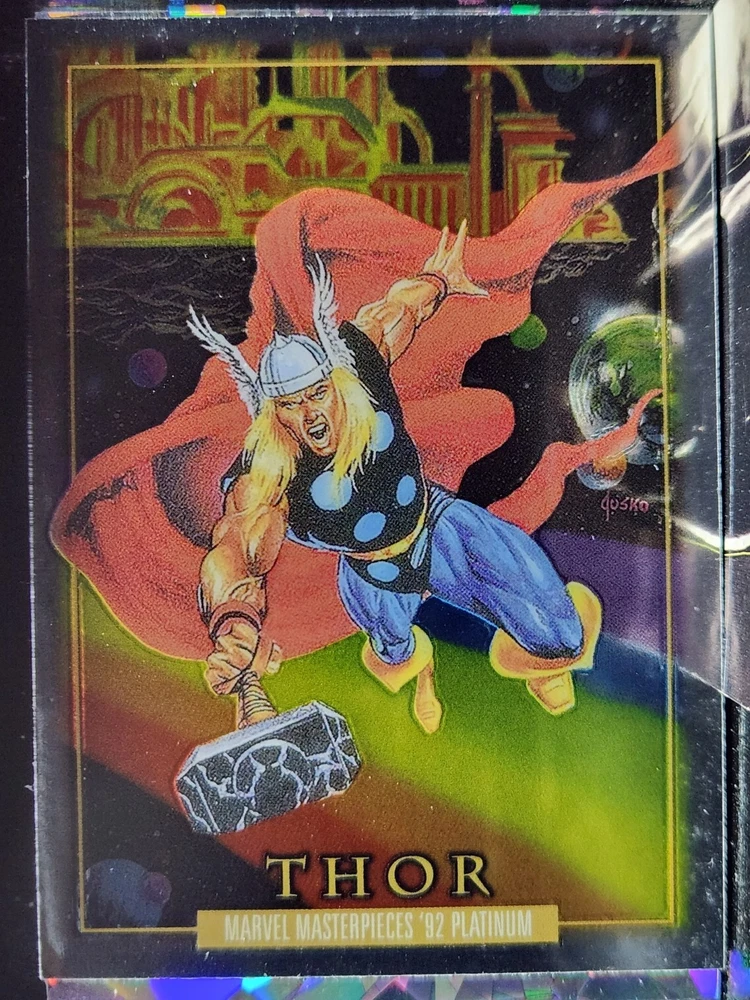 JUSKO
THOR
MARVEL MASTERPIECES '92 PLATINUM